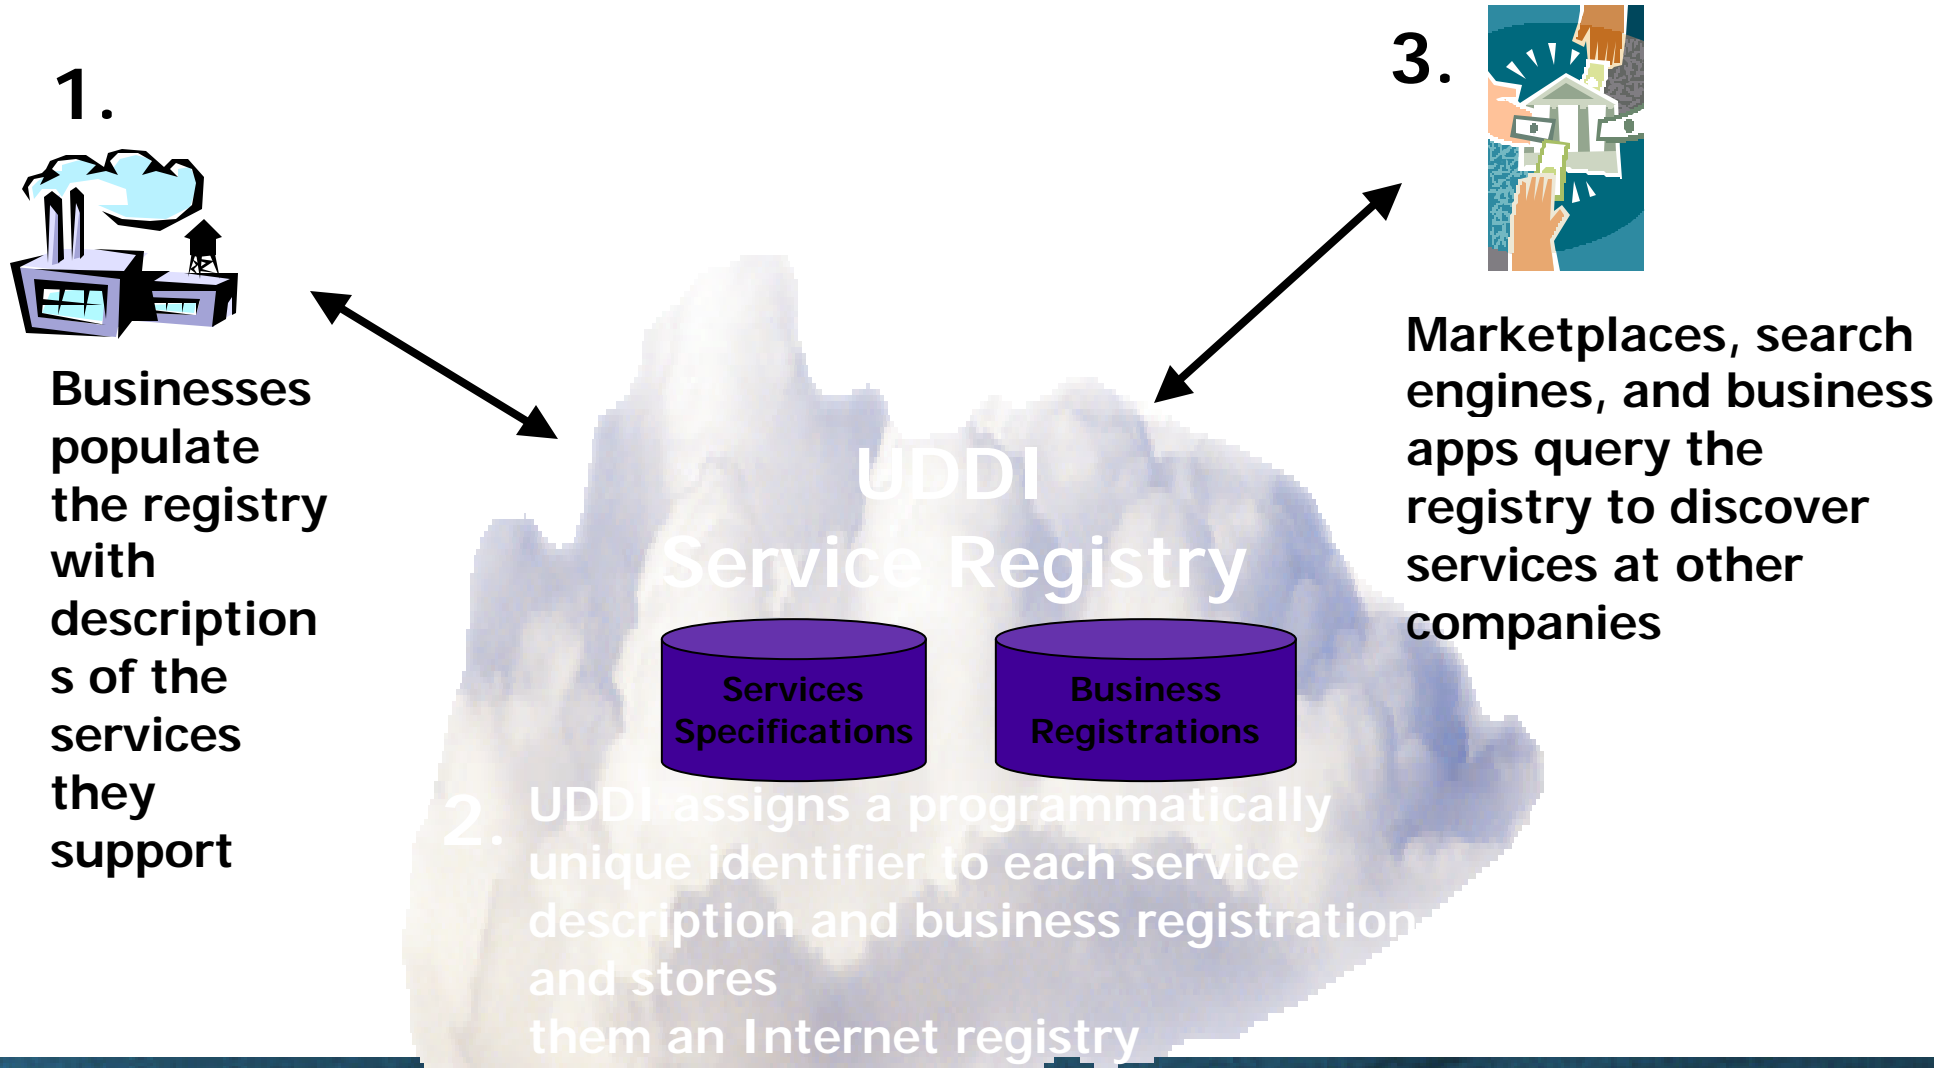 1.
Businesses
populate
the registry
with
description
s of the
services
they
support
UDDI
Service Registry
Services
Specifications
Business
Registrations
2.
UDDI assigns a programmatically
unique identifier to each service
description and business registration
and stores
them an Internet registry
3.
Marketplaces, search
engines, and business
apps query the
registry to discover
services at other
companies